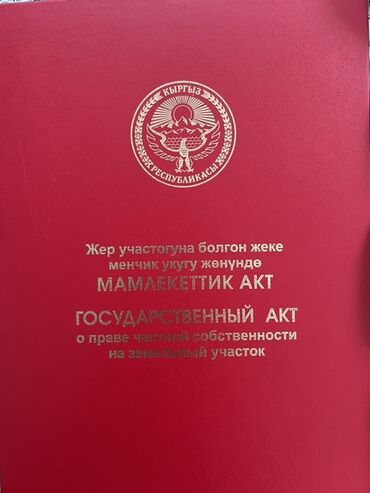 КЫРГЫЗ
РЕСПУБЛИКАСЫ
Жер участогуна болгон жеке
менчик укугу жөнүндө
МАМЛЕКЕТТИК АКТ
ГОСУДАРСТВЕННЫЙ АКТ
о праве частной собственности
на земельный участок